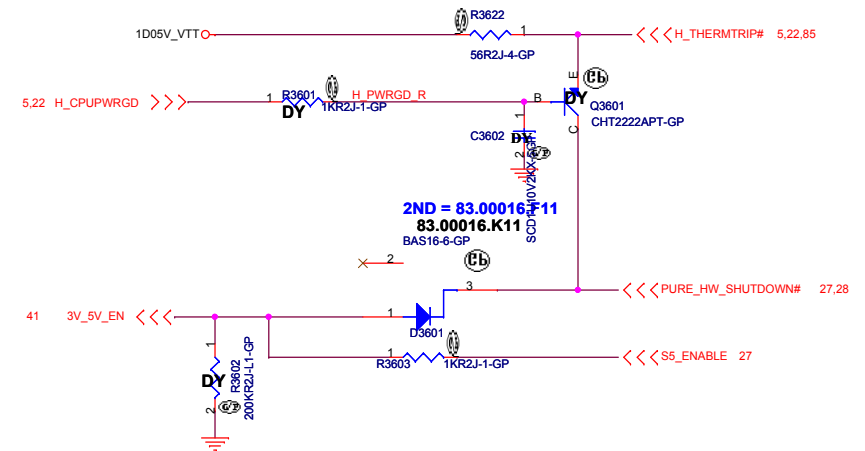 R3622
1D05V_VTT
1
H_THERMTRIP# 5,22,85
56R2J-4-GP
E
5,22 H_CPUPWRGD
1
R3601
H_PWRGD_R
B
DY
Q3601
1KR2J-1-GP
DY
CHT2222APT-GP
1
C3602
DY
C
2
SCD1U10V2KX-5GP
2ND = 83.00016.F11
83.00016.K11
BAS16-6-GP
2
3
PURE_HW_SHUTDOWN# 27,28
41 3V_5V_EN
1
D3601
1
R3603
1KR2J-1-GP
S5_ENABLE 27
1
DY
R3602
200KR2J-L1-GP
2